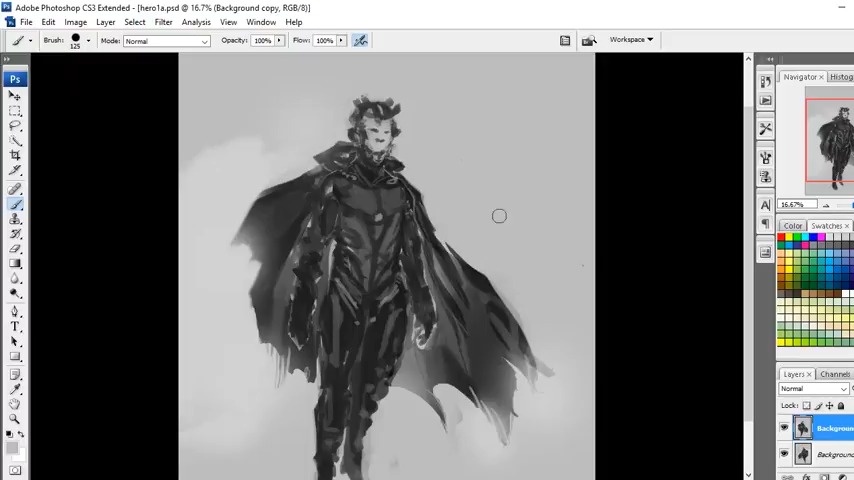 Ps Adobe Photoshop CS3 Extended - [hero1a.psd @ 16.7% (Background copy, RGB/8)]
File Edit Image Layer Select Filter Analysis View Window Help
Brush: 125 Mode: Normal Opacity: 100% Flow: 100% Workspace
Ps
Navigator × Histog
16.67%
Color Swatches ×
Layers × Channels
Normal
Lock:
Background
Background
T
A
fx